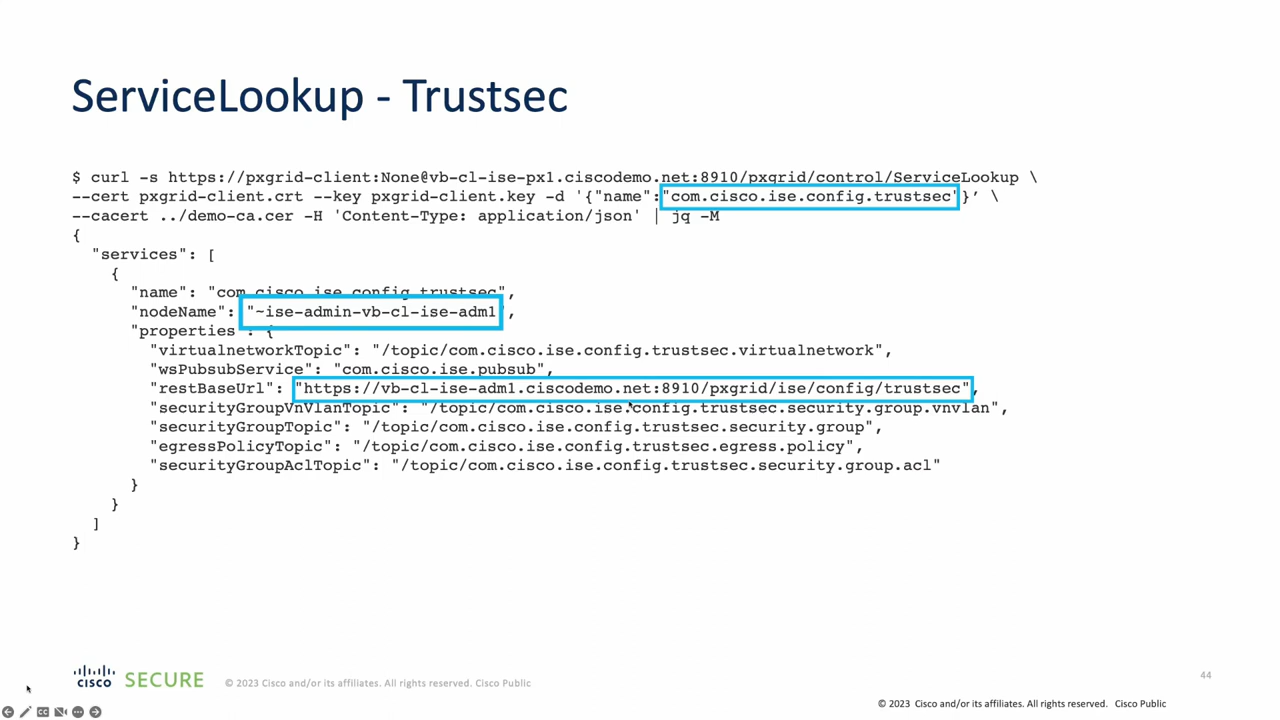 ServiceLookup - Trustsec
$ curl -s https://pxgrid-client:None@vb-cl-ise-px1.ciscodemo.net:8910/pxgrid/control/ServiceLookup \
--cert pxgrid-client.crt --key pxgrid-client.key -d '{"name":"com.cisco.ise.config.trustsec"}’ \
--cacert ../demo-ca.cer -H 'Content-Type: application/json' | jq -M
{
"services": [
{
"name": "com.cisco.ise.config.trustsec",
"nodeName": "~ise-admin-vb-cl-ise-adm1",
"properties": {
"virtualnetworkTopic": "/topic/com.cisco.ise.config.trustsec.virtualnetwork",
"wsPubsubService": "com.cisco.ise.pubsub",
"restBaseUrl": "https://vb-cl-ise-adm1.ciscodemo.net:8910/pxgrid/ise/config/trustsec",
"securityGroupVnVlanTopic": "/topic/com.cisco.ise.config.trustsec.security.group.vnvlan",
"securityGroupTopic": "/topic/com.cisco.ise.config.trustsec.security.group",
"egressPolicyTopic": "/topic/com.cisco.ise.config.trustsec.egress.policy",
"securityGroupAclTopic": "/topic/com.cisco.ise.config.trustsec.security.group.acl"
}
}
]
}
CISCO SECURE © 2023 Cisco and/or its affiliates. All rights reserved. Cisco Public
44
© 2023 Cisco and/or its affiliates. All rights reserved. Cisco Public